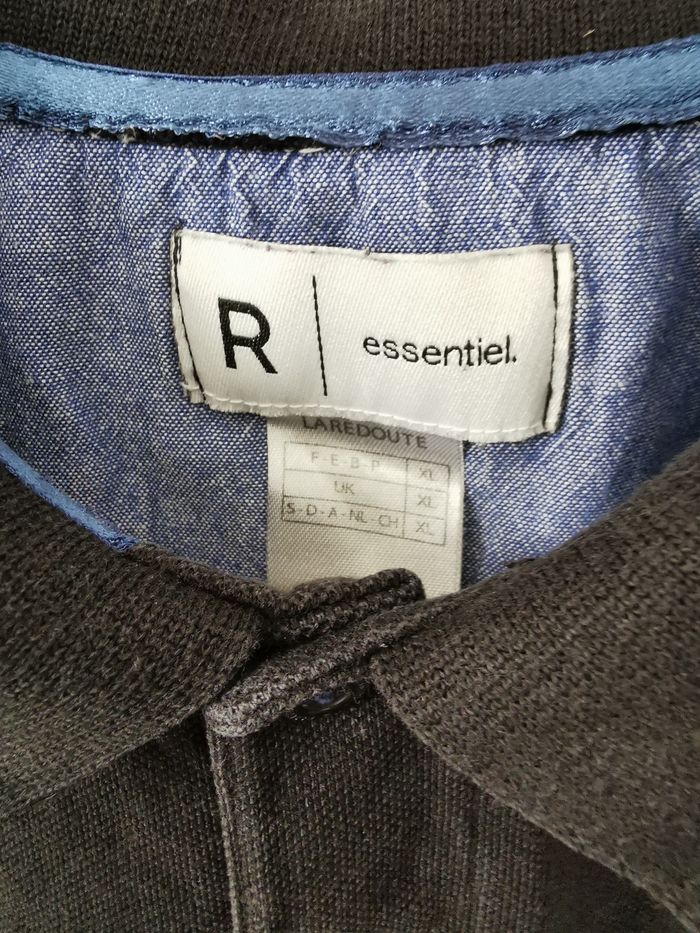 R | essentiel.
LAREDOUTE
F-E-B-P XL
UK XL
S-D-A-NL-CH XL